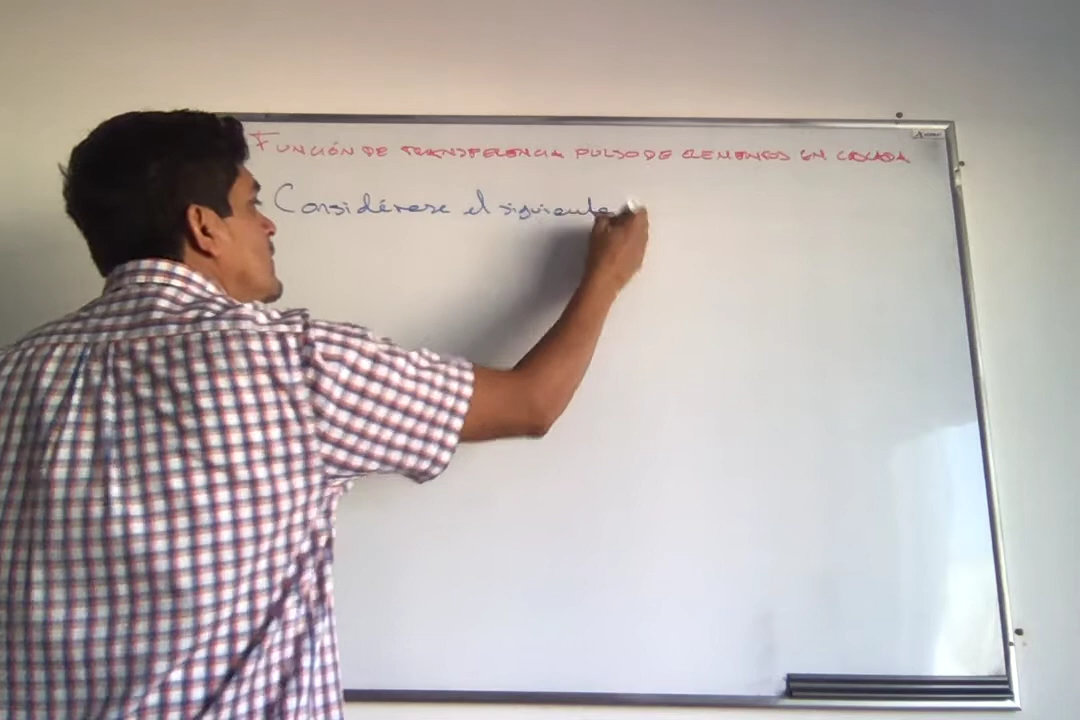 FUNCIÓN DE TRANSFERENCIA PULSO DE ELEMENTOS EN CASCADA
Considérese el siguiente